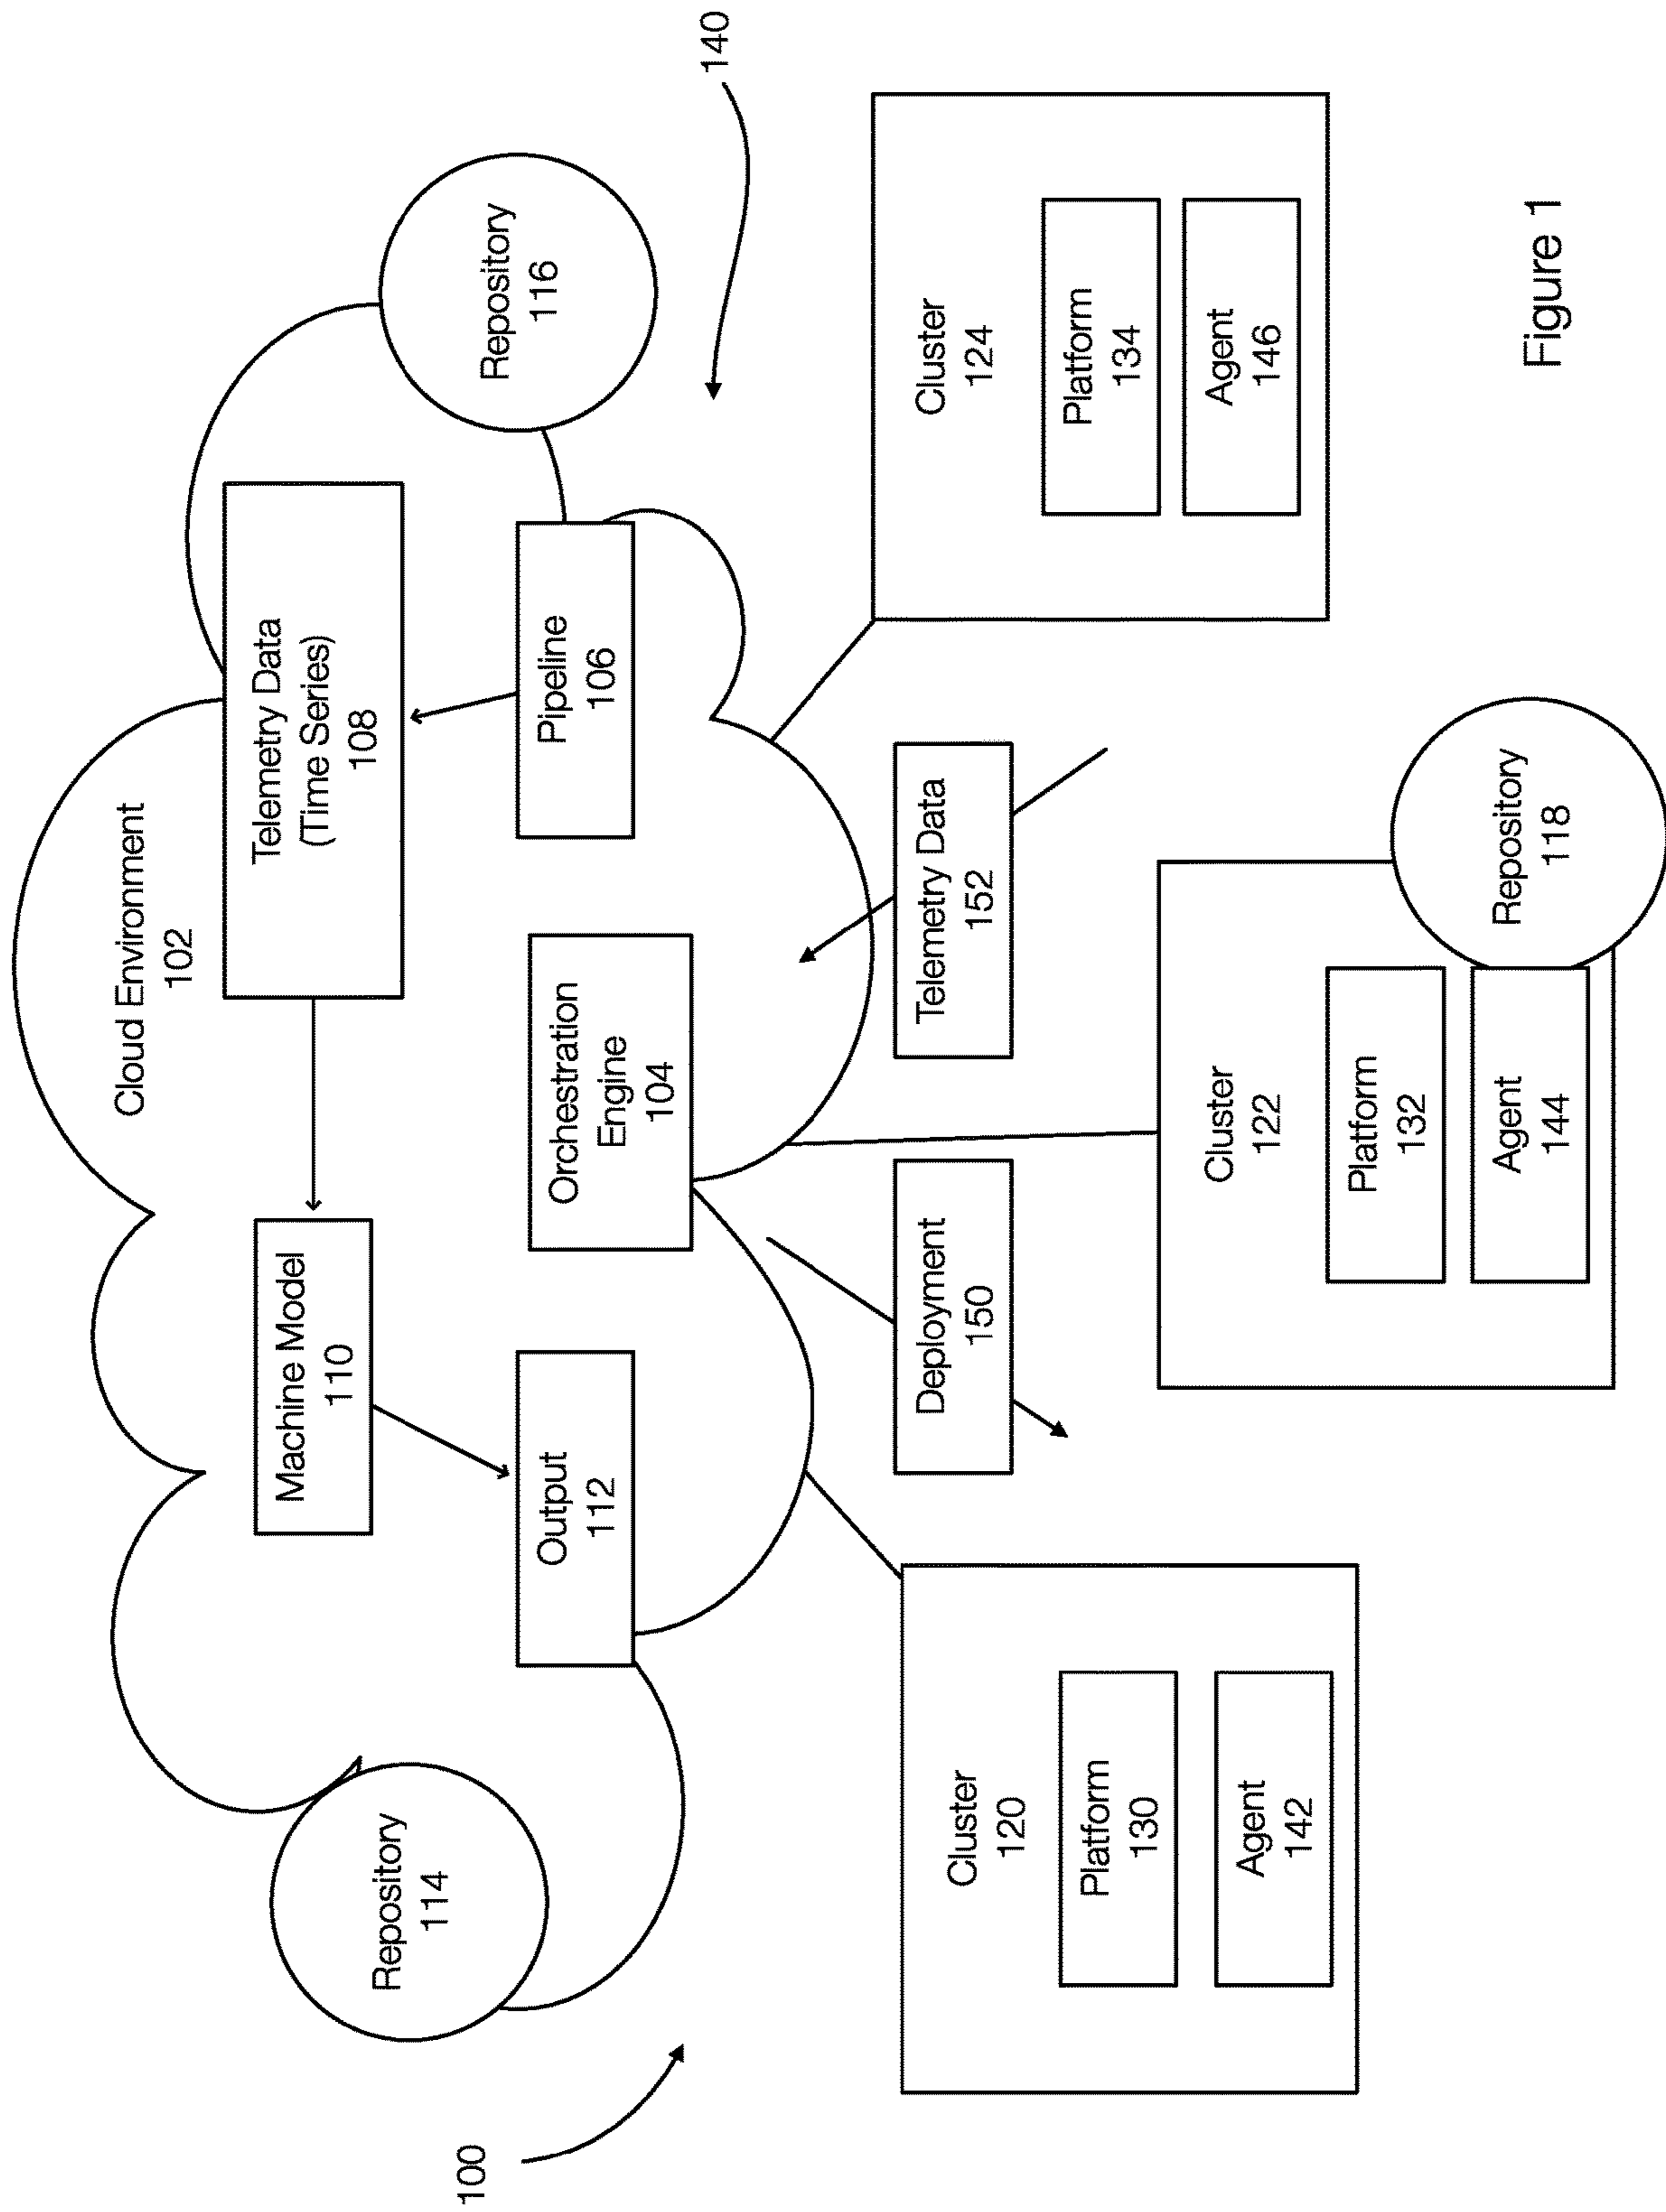 100
140
Cloud Environment
102
Repository
114
Repository
116
Machine Model
110
Telemetry Data
(Time Series)
108
Output
112
Orchestration
Engine
104
Pipeline
106
Deployment
150
Telemetry Data
152
Cluster
120
Platform
130
Agent
142
Cluster
122
Platform
132
Agent
144
Repository
118
Cluster
124
Platform
134
Agent
146
Figure 1